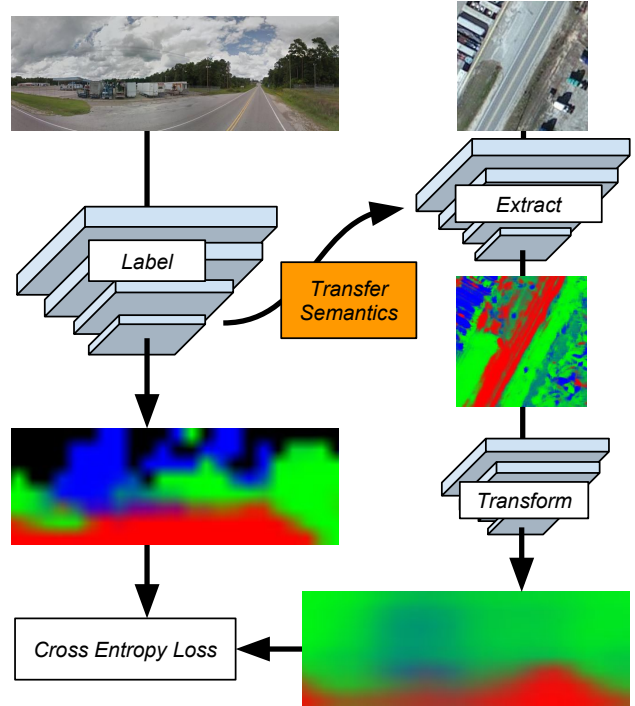 Label
Extract
Transfer
Semantics
Transform
Cross Entropy Loss